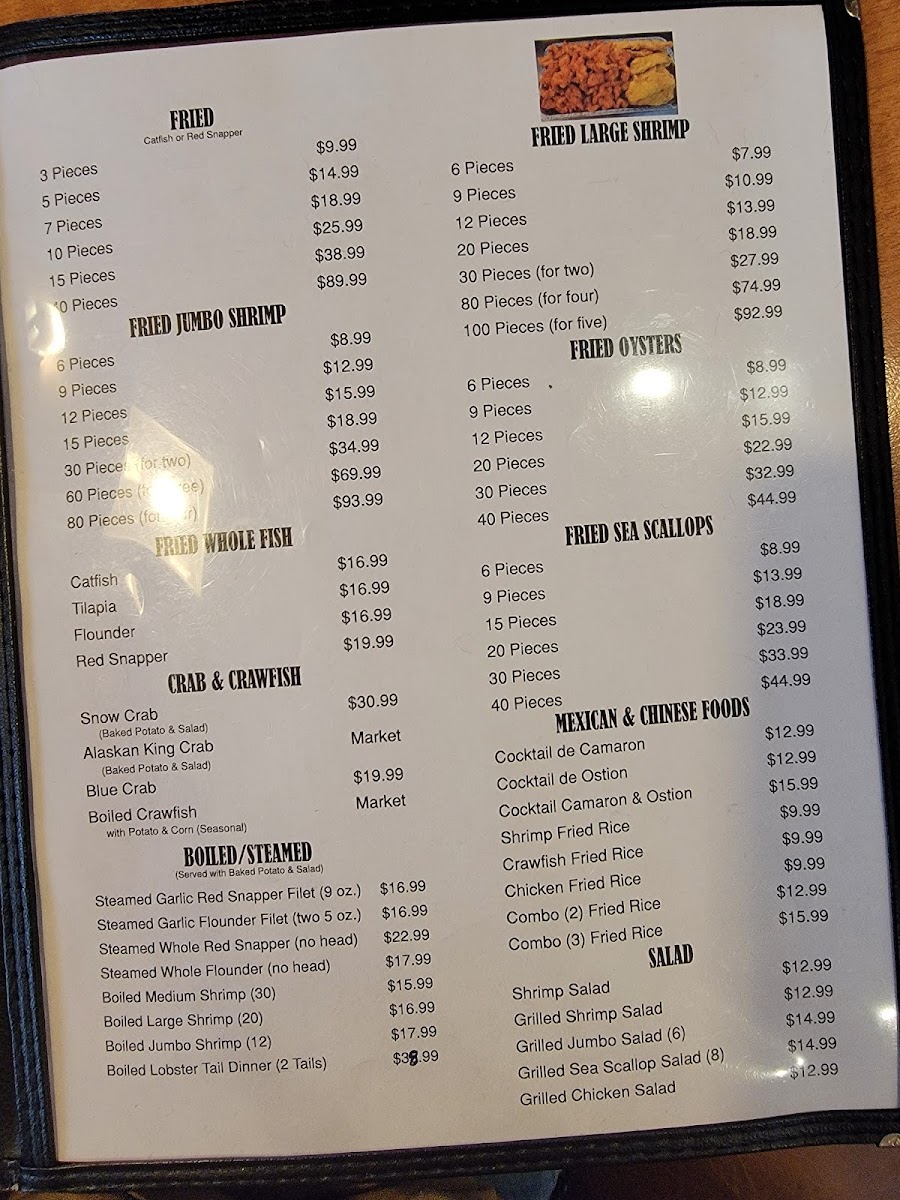 FRIED
Catfish or Red Snapper
3 Pieces $9.99
5 Pieces $14.99
7 Pieces $18.99
10 Pieces $25.99
15 Pieces $38.99
Pieces $89.99
FRIED JUMBO SHRIMP
6 Pieces $8.99
9 Pieces $12.99
12 Pieces $15.99
15 Pieces $18.99
30 Pieces (for two) $34.99
60 Pieces $69.99
80 Pieces $93.99
FRIED WHOLE FISH
Catfish $16.99
Tilapia $16.99
Flounder $16.99
Red Snapper $19.99
CRAB & CRAWFISH
Snow Crab $30.99
(Baked Potato & Salad)
Alaskan King Crab Market
(Baked Potato & Salad)
Blue Crab $19.99
Boiled Crawfish Market
with Potato & Corn (Seasonal)
BOILED/STEAMED
(Served with Baked Potato & Salad)
Steamed Garlic Red Snapper Filet (9 oz.) $16.99
Steamed Garlic Flounder Filet (two 5 oz.) $16.99
Steamed Whole Red Snapper (no head) $22.99
Steamed Whole Flounder (no head) $17.99
Boiled Medium Shrimp (30) $15.99
Boiled Large Shrimp (20) $16.99
Boiled Jumbo Shrimp (12) $17.99
Boiled Lobster Tail Dinner (2 Tails)
FRIED LARGE SHRIMP
6 Pieces $7.99
9 Pieces $10.99
12 Pieces $13.99
20 Pieces $18.99
30 Pieces (for two) $27.99
80 Pieces (for four) $74.99
100 Pieces (for five) $92.99
FRIED OYSTERS
6 Pieces $8.99
9 Pieces $12.99
12 Pieces $15.99
20 Pieces $22.99
30 Pieces $32.99
40 Pieces $44.99
FRIED SEA SCALLOPS
6 Pieces $8.99
9 Pieces $13.99
15 Pieces $18.99
20 Pieces $23.99
30 Pieces $33.99
40 Pieces $44.99
MEXICAN & CHINESE FOODS
Cocktail de Camaron $12.99
Cocktail de Ostion $12.99
Cocktail Camaron & Ostion $15.99
Shrimp Fried Rice $9.99
Crawfish Fried Rice $9.99
Chicken Fried Rice $9.99
Combo (2) Fried Rice $12.99
Combo (3) Fried Rice $15.99
SALAD
Shrimp Salad $12.99
Grilled Shrimp Salad $12.99
Grilled Jumbo Salad (6) $14.99
Grilled Sea Scallop Salad (8) $14.99
Grilled Chicken Salad $12.99